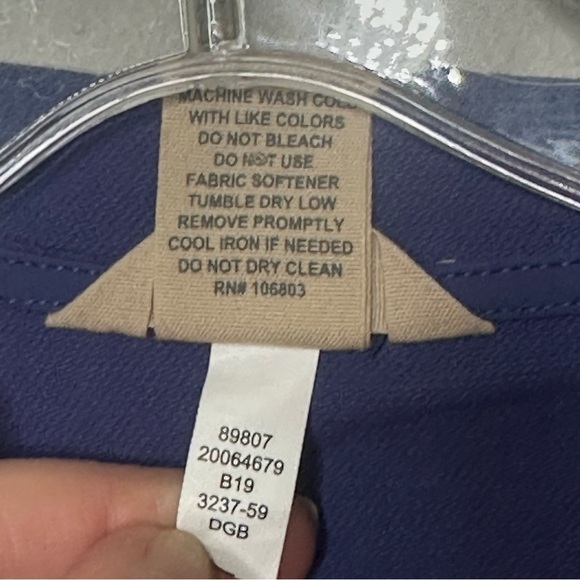 MACHINE WASH COLD
WITH LIKE COLORS
DO NOT BLEACH
DO NOT USE
FABRIC SOFTENER
TUMBLE DRY LOW
REMOVE PROMPTLY
COOL IRON IF NEEDED
DO NOT DRY CLEAN
RN# 106803
89807
20064679
B19
3237-59
DGB